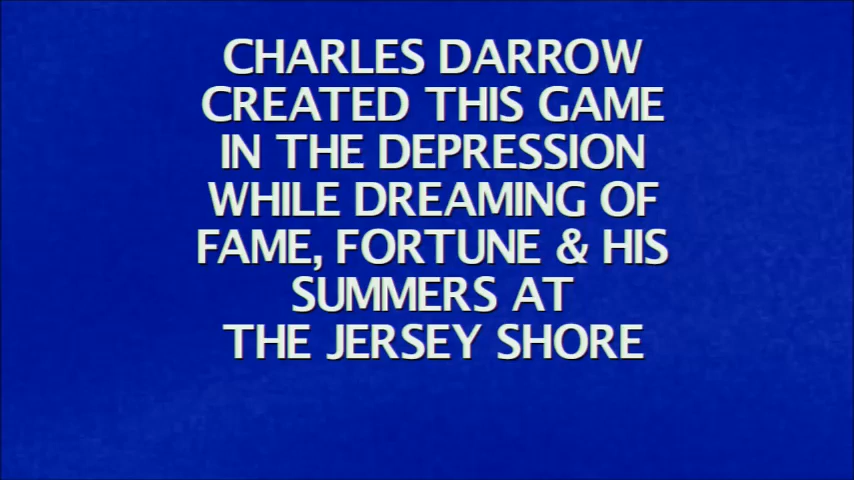 CHARLES DARROW
CREATED THIS GAME
IN THE DEPRESSION
WHILE DREAMING OF
FAME, FORTUNE & HIS
SUMMERS AT
THE JERSEY SHORE